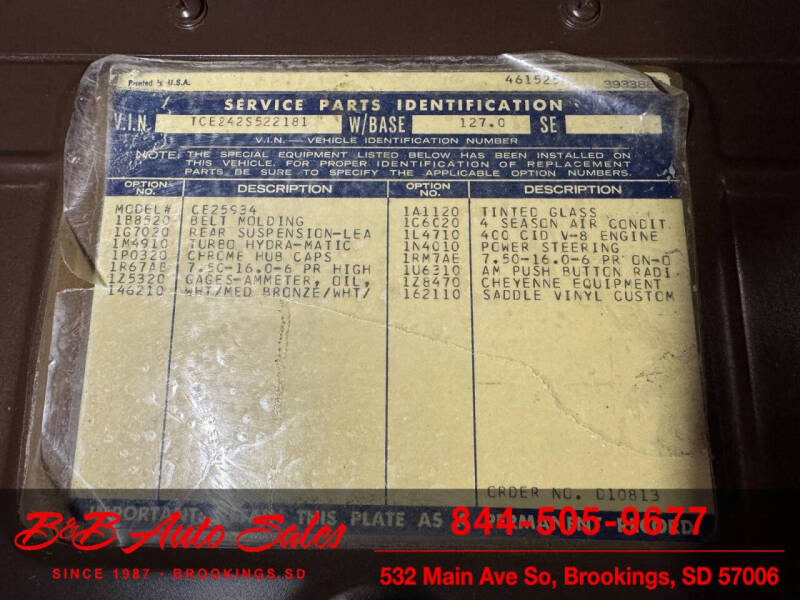 Printed in U.S.A. 461525 393388
SERVICE PARTS IDENTIFICATION
V.I.N. TCE242S522181 W/BASE 127.0 SE
V.I.N. — VEHICLE IDENTIFICATION NUMBER
NOTE: THE SPECIAL EQUIPMENT LISTED BELOW HAS BEEN INSTALLED ON
THIS VEHICLE. FOR PROPER IDENTIFICATION OF REPLACEMENT
PARTS BE SURE TO SPECIFY THE APPLICABLE OPTION NUMBERS.
OPTION NO. DESCRIPTION OPTION NO. DESCRIPTION
MODEL# CE25934 1A1120 TINTED GLASS
1B8520 BELT MOLDING 1C6C20 4 SEASON AIR CONDIT
1G7020 REAR SUSPENSION-LEA 1L4710 400 CID V-8 ENGINE
1M4910 TURBO HYDRA-MATIC 1N4010 POWER STEERING
1P0320 CHROME HUB CAPS 1RM7AE 7.50-16.0-6 PR ON-O
1R67AB 7.50-16.0-6 PR HIGH 1U6310 AM PUSH BUTTON RADI
1Z5320 GAGES-AMMETER, OIL, 1Z8470 CHEYENNE EQUIPMENT
146210 WHT/MED BRONZE/WHT/ 162110 SADDLE VINYL CUSTOM
ORDER NO. D10813
IMPORTANT: THIS PLATE AS A PERMANENT RECORD
B&B Auto Sales
SINCE 1987 · BROOKINGS, SD
844-505-9677
532 Main Ave So, Brookings, SD 57006